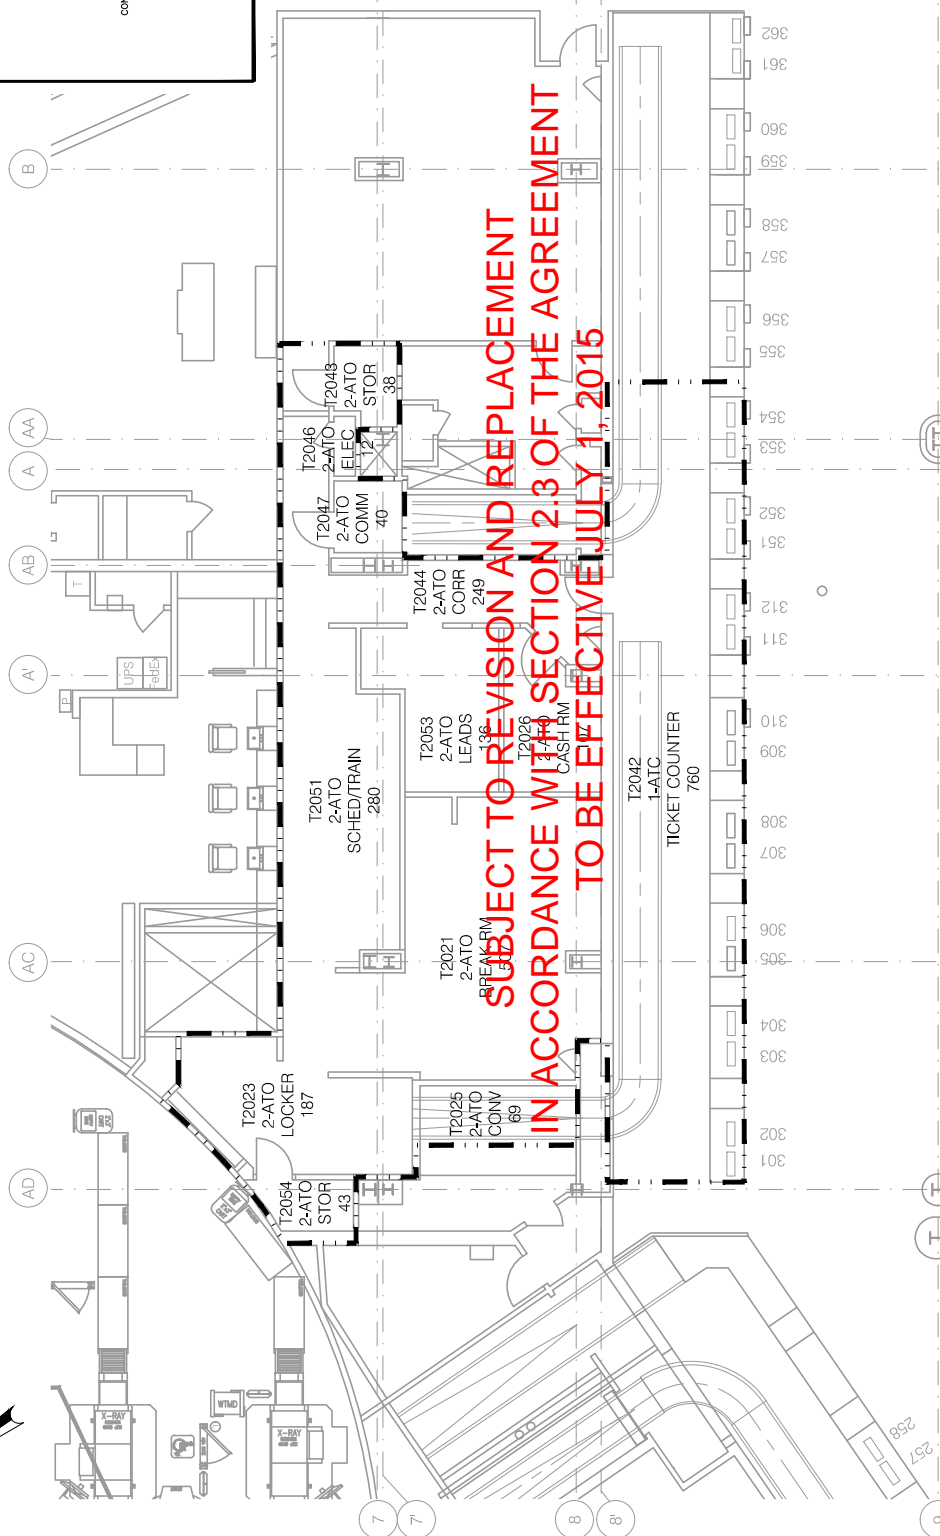 SUBJECT TO REVISION AND REPLACEMENT
IN ACCORDANCE WITH SECTION 2.3 OF THE AGREEMENT
TO BE EFFECTIVE JULY 1, 2015
T2043
2-ATO
STOR
38
T2046
2-ATO
ELEC
12
T2047
2-ATO
COMM
40
T2044
2-ATO
CORR
249
T2051
2-ATO
SCHED/TRAIN
280
T2053
2-ATO
LEADS
136
T2026
2-ATO
CASH RM
107
T2042
1-ATC
TICKET COUNTER
760
T2021
2-ATO
BREAK RM
507
T2023
2-ATO
LOCKER
187
T2025
2-ATO
CONV
69
T2054
2-ATO
STOR
43
B
AA
A
AB
A'
AC
AD
7
7'
8
8'
9
362
361
360
359
358
357
356
355
354
353
352
351
312
311
310
309
308
307
306
305
304
303
302
301
258
257
UPS
FedEx
T
P
X-RAY
X-RAY
WTMD
CON